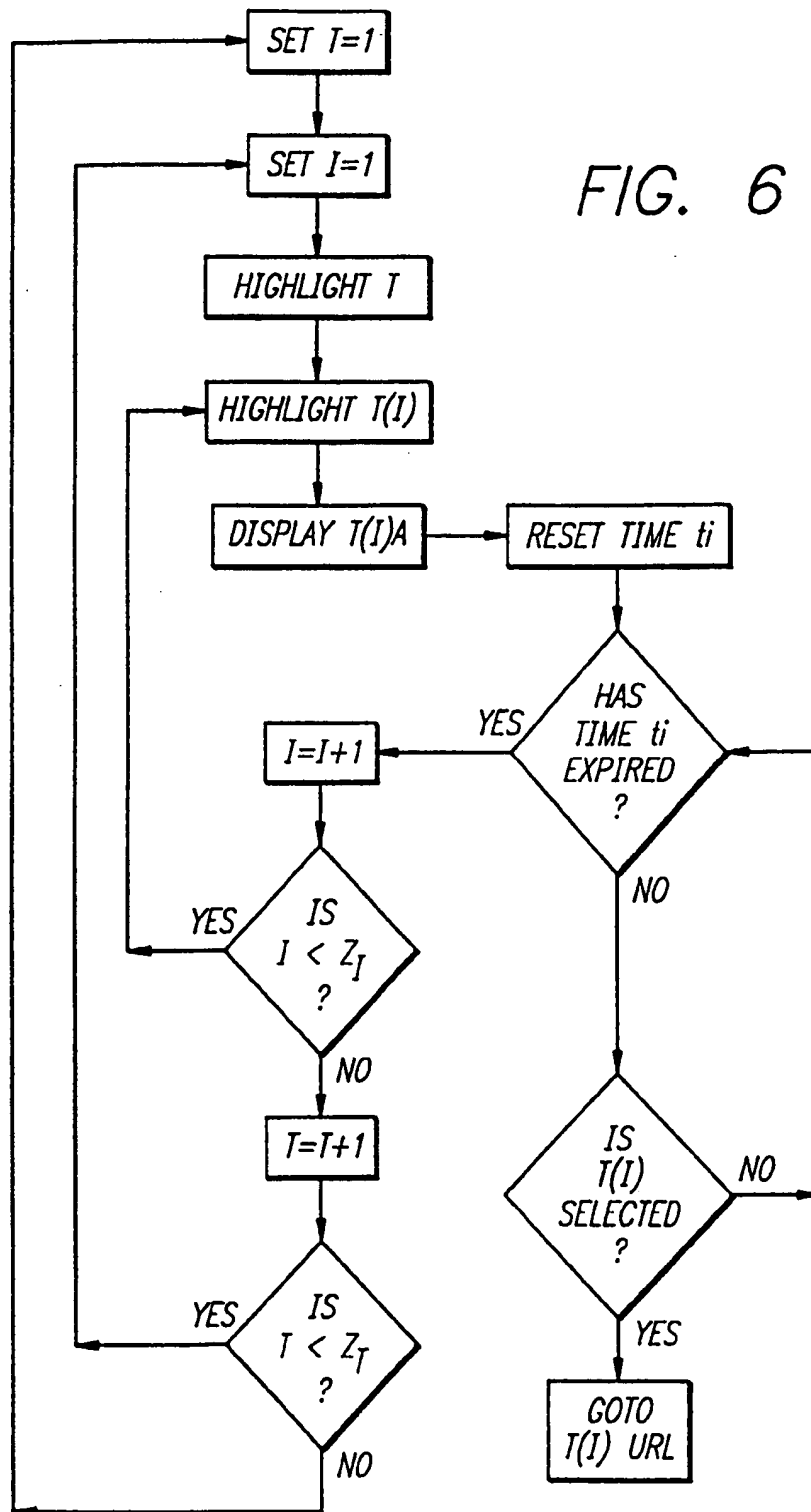 SET T=1
SET I=1
FIG. 6
HIGHLIGHT T
HIGHLIGHT T(I)
DISPLAY T(I)A
RESET TIME ti
HAS
TIME ti
EXPIRED
?
YES
NO
I=I+1
IS
I < Z_I
?
YES
NO
T=T+1
IS
T(I)
SELECTED
?
NO
YES
IS
T < Z_T
?
YES
NO
GOTO
T(I) URL